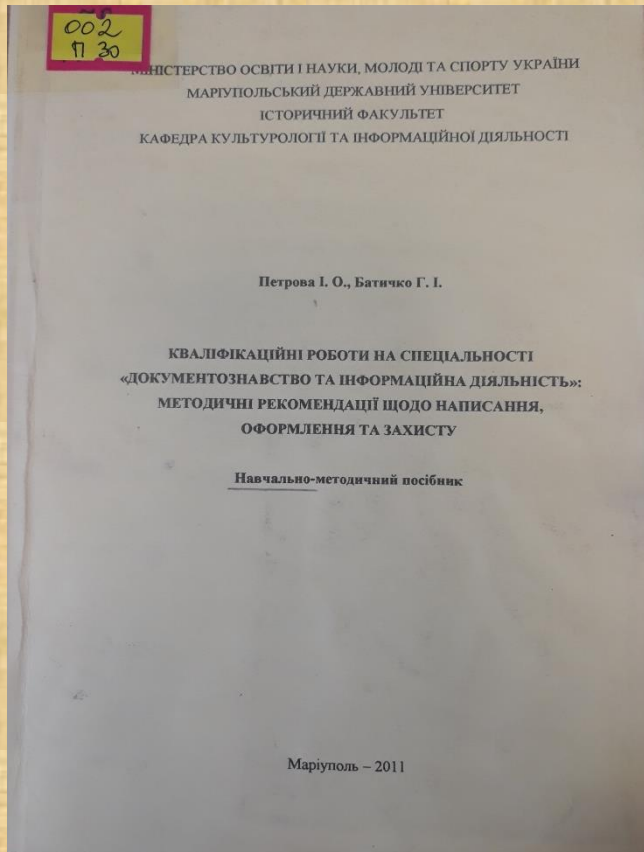 002
П 30
МІНІСТЕРСТВО ОСВІТИ І НАУКИ, МОЛОДІ ТА СПОРТУ УКРАЇНИ
МАРІУПОЛЬСЬКИЙ ДЕРЖАВНИЙ УНІВЕРСИТЕТ
ІСТОРИЧНИЙ ФАКУЛЬТЕТ
КАФЕДРА КУЛЬТУРОЛОГІЇ ТА ІНФОРМАЦІЙНОЇ ДІЯЛЬНОСТІ
Петрова І. О., Батичко Г. І.
КВАЛІФІКАЦІЙНІ РОБОТИ НА СПЕЦІАЛЬНОСТІ
«ДОКУМЕНТОЗНАВСТВО ТА ІНФОРМАЦІЙНА ДІЯЛЬНІСТЬ»:
МЕТОДИЧНІ РЕКОМЕНДАЦІЇ ЩОДО НАПИСАННЯ,
ОФОРМЛЕННЯ ТА ЗАХИСТУ
Навчально-методичний посібник
Маріуполь – 2011